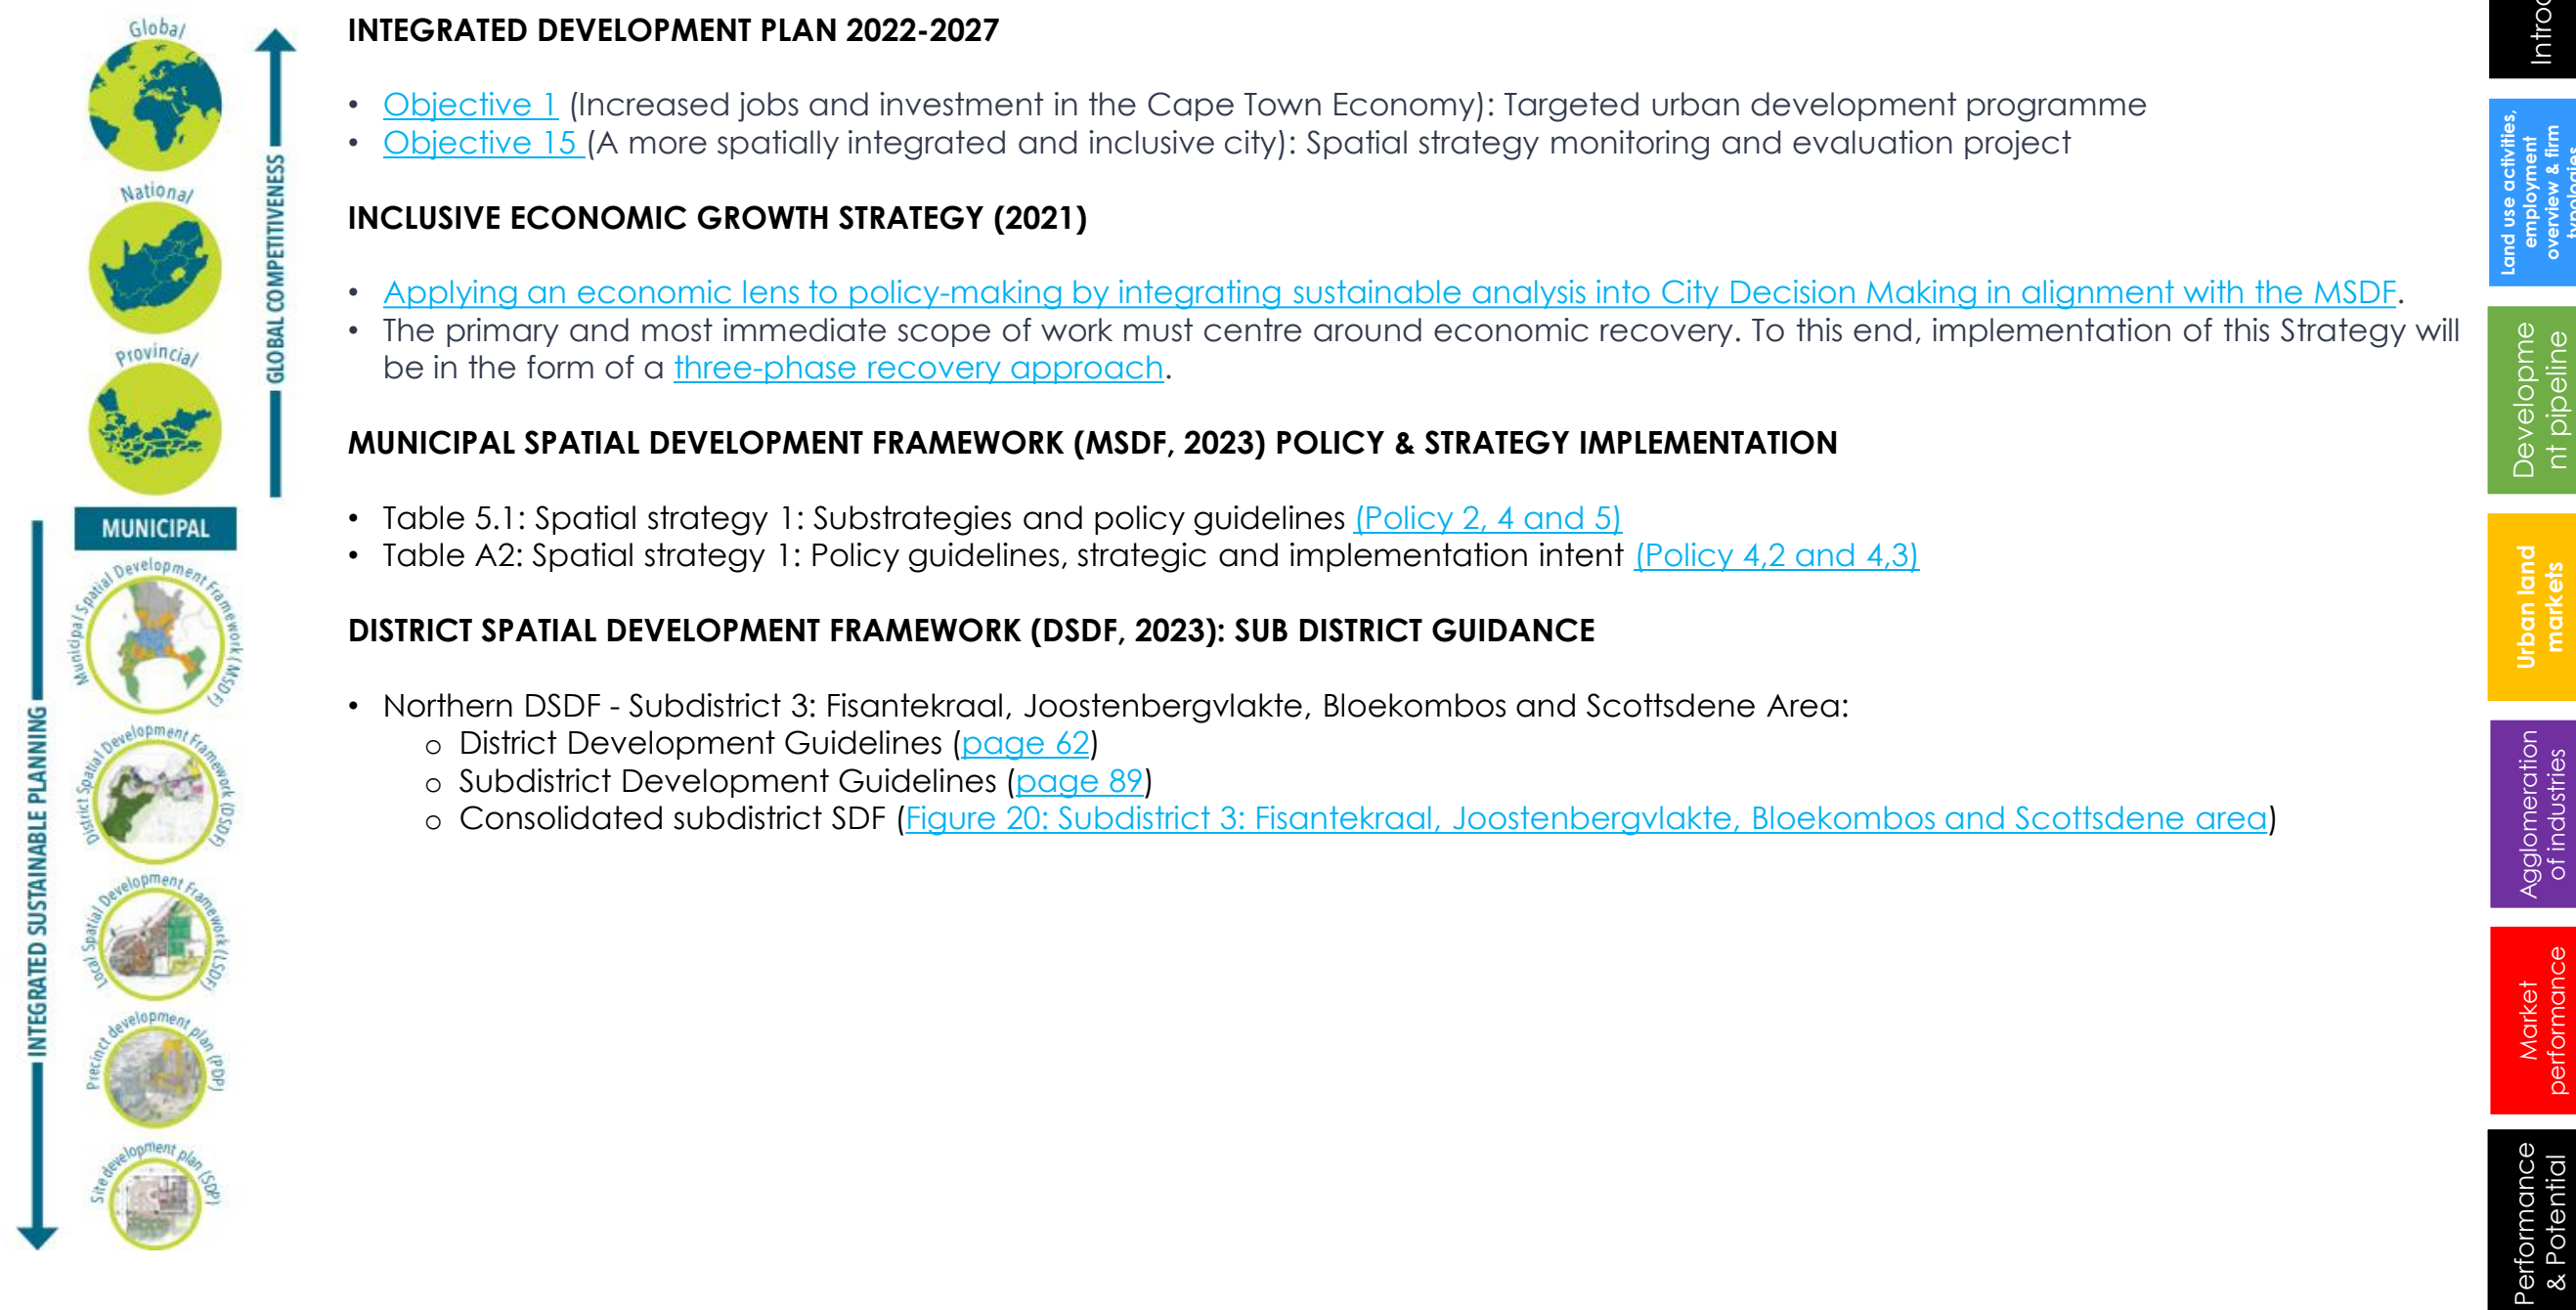 Global
National
Provincial
GLOBAL COMPETITIVENESS
MUNICIPAL
Municipal Spatial Development Framework (MSDF)
District Spatial Development Framework (DSDF)
Local Spatial Development Framework (LSDF)
Precinct development plan (PDP)
Site development plan (SDP)
INTEGRATED SUSTAINABLE PLANNING
INTEGRATED DEVELOPMENT PLAN 2022-2027
• Objective 1 (Increased jobs and investment in the Cape Town Economy): Targeted urban development programme
• Objective 15 (A more spatially integrated and inclusive city): Spatial strategy monitoring and evaluation project
INCLUSIVE ECONOMIC GROWTH STRATEGY (2021)
• Applying an economic lens to policy-making by integrating sustainable analysis into City Decision Making in alignment with the MSDF.
• The primary and most immediate scope of work must centre around economic recovery. To this end, implementation of this Strategy will
be in the form of a three-phase recovery approach.
MUNICIPAL SPATIAL DEVELOPMENT FRAMEWORK (MSDF, 2023) POLICY & STRATEGY IMPLEMENTATION
• Table 5.1: Spatial strategy 1: Substrategies and policy guidelines (Policy 2, 4 and 5)
• Table A2: Spatial strategy 1: Policy guidelines, strategic and implementation intent (Policy 4,2 and 4,3)
DISTRICT SPATIAL DEVELOPMENT FRAMEWORK (DSDF, 2023): SUB DISTRICT GUIDANCE
• Northern DSDF - Subdistrict 3: Fisantekraal, Joostenbergvlakte, Bloekombos and Scottsdene Area:
o District Development Guidelines (page 62)
o Subdistrict Development Guidelines (page 89)
o Consolidated subdistrict SDF (Figure 20: Subdistrict 3: Fisantekraal, Joostenbergvlakte, Bloekombos and Scottsdene area)
Land use activities,
employment
overview & firm
typologies
Developme
nt pipeline
Urban land
markets
Agglomeration
of industries
Market
performance
Performance
& Potential